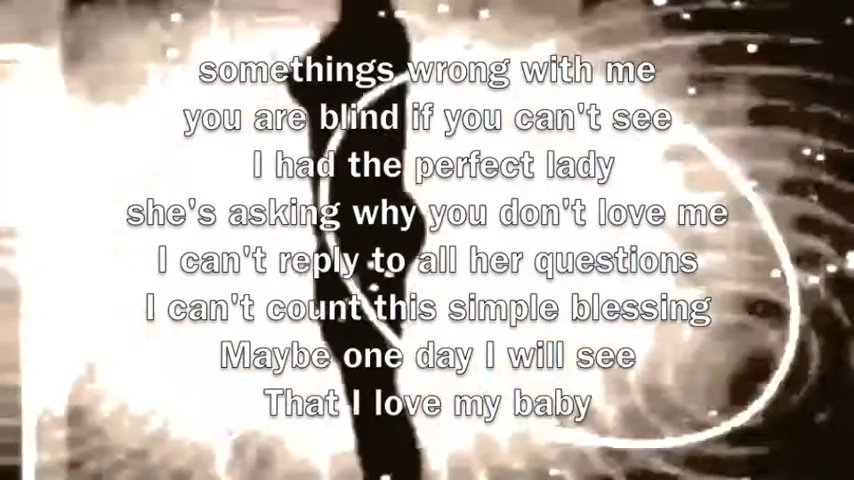 somethings wrong with me
you are blind if you can't see
I had the perfect lady
she's asking why you don't love me
I can't reply to all her questions
I can't count this simple blessing
Maybe one day I will see
That I love my baby